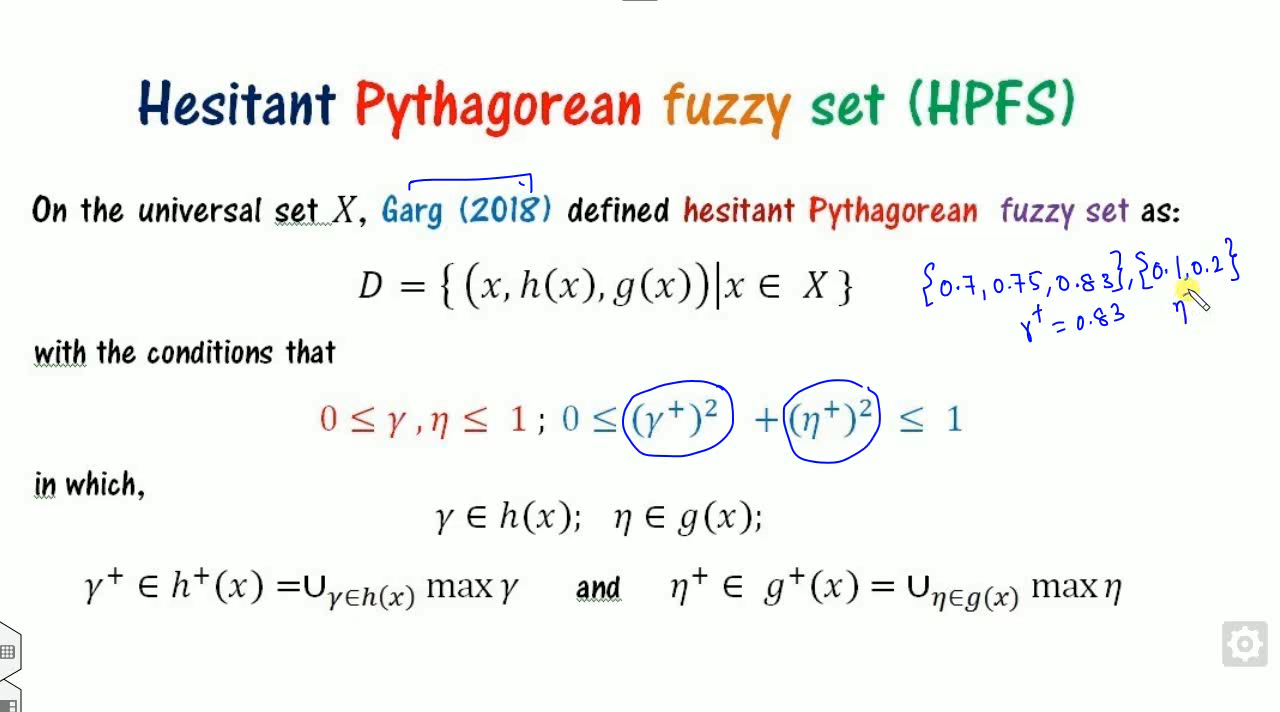 Hesitant Pythagorean fuzzy set (HPFS)
On the universal set X, Garg (2018) defined hesitant Pythagorean fuzzy set as:
D = { (x, h(x), g(x)) | x ∈ X }
{0.7, 0.75, 0.83}, {0.1, 0.2}
γ⁺ = 0.83 η
with the conditions that
0 ≤ γ , η ≤ 1 ; 0 ≤ (γ⁺)² + (η⁺)² ≤ 1
in which,
γ ∈ h(x); η ∈ g(x);
γ⁺ ∈ h⁺(x) = ∪γ∈h(x) max γ and η⁺ ∈ g⁺(x) = ∪η∈g(x) max η